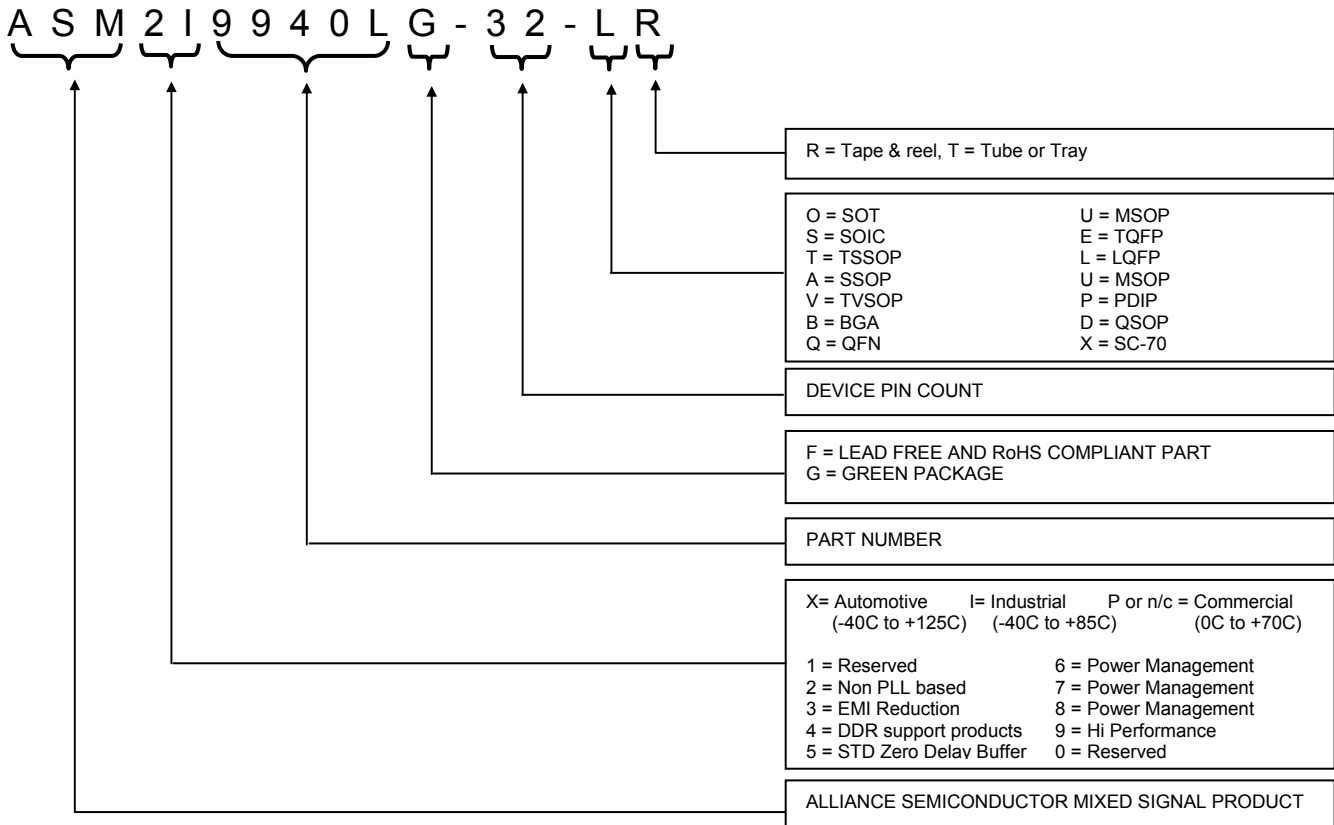 A S M 2 I 9 9 4 0 L G - 3 2 - L R
R = Tape & reel, T = Tube or Tray
O = SOT U = MSOP
S = SOIC E = TQFP
T = TSSOP L = LQFP
A = SSOP U = MSOP
V = TVSOP P = PDIP
B = BGA D = QSOP
Q = QFN X = SC-70
DEVICE PIN COUNT
F = LEAD FREE AND RoHS COMPLIANT PART
G = GREEN PACKAGE
PART NUMBER
X= Automotive I= Industrial P or n/c = Commercial
(-40C to +125C) (-40C to +85C) (0C to +70C)
1 = Reserved 6 = Power Management
2 = Non PLL based 7 = Power Management
3 = EMI Reduction 8 = Power Management
4 = DDR support products 9 = Hi Performance
5 = STD Zero Delay Buffer 0 = Reserved
ALLIANCE SEMICONDUCTOR MIXED SIGNAL PRODUCT